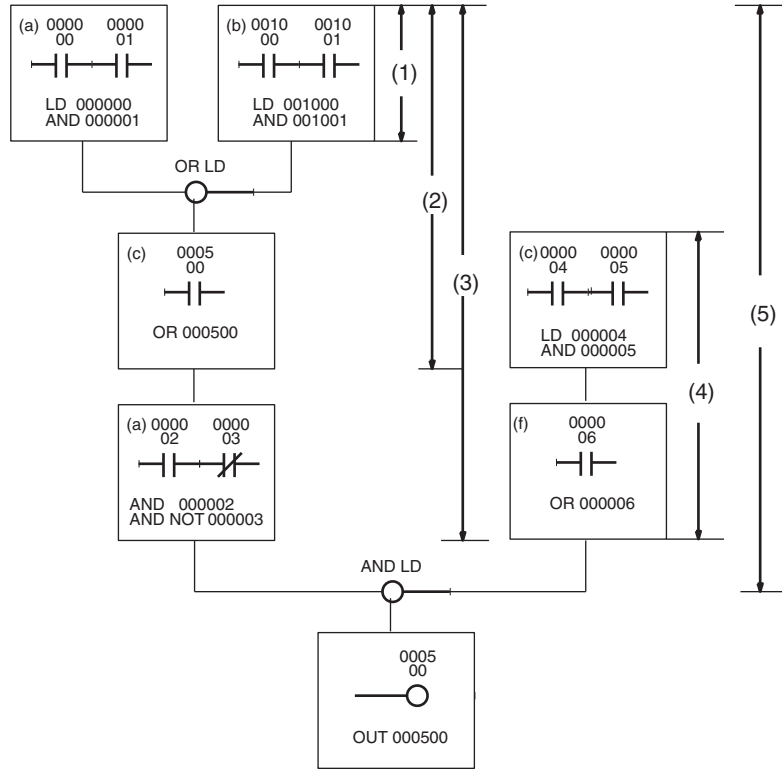 (a) 0000 0000
00 01
LD 000000
AND 000001
(b) 0010 0010
00 01
LD 001000
AND 001001
(1)
OR LD
(2)
(c) 0005
00
OR 000500
(3)
(c) 0000 0000
04 05
LD 000004
AND 000005
(5)
(4)
(a) 0000 0000
02 03
AND 000002
AND NOT 000003
(f) 0000
06
OR 000006
AND LD
0005
00
OUT 000500